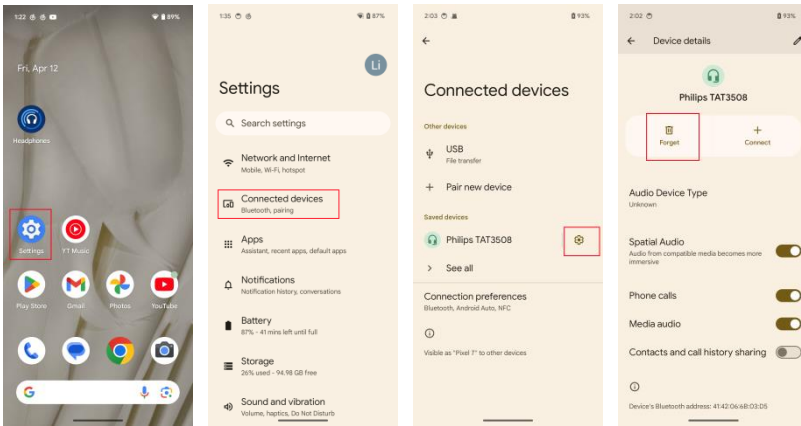 1:22
89%
Fri, Apr 12
Headphones
Settings
YT Music
Play Store
Gmail
Photos
YouTube
1:35
87%
Li
Settings
Search settings
Network and Internet
Mobile, Wi-Fi, hotspot
Connected devices
Bluetooth, pairing
Apps
Assistant, recent apps, default apps
Notifications
Notification history, conversations
Battery
87% - 41 mins left until full
Storage
26% used - 94.98 GB free
Sound and vibration
Volume, haptics, Do Not Disturb
2:03
93%
Connected devices
Other devices
USB
File transfer
Pair new device
Saved devices
Philips TAT3508
See all
Connection preferences
Bluetooth, Android Auto, NFC
Visible as "Pixel 7" to other devices
2:02
93%
Device details
Philips TAT3508
Forget
Connect
Audio Device Type
Unknown
Spatial Audio
Audio from compatible media becomes more
immersive
Phone calls
Media audio
Contacts and call history sharing
Device's Bluetooth address: 41:42:06:6B:03:D5